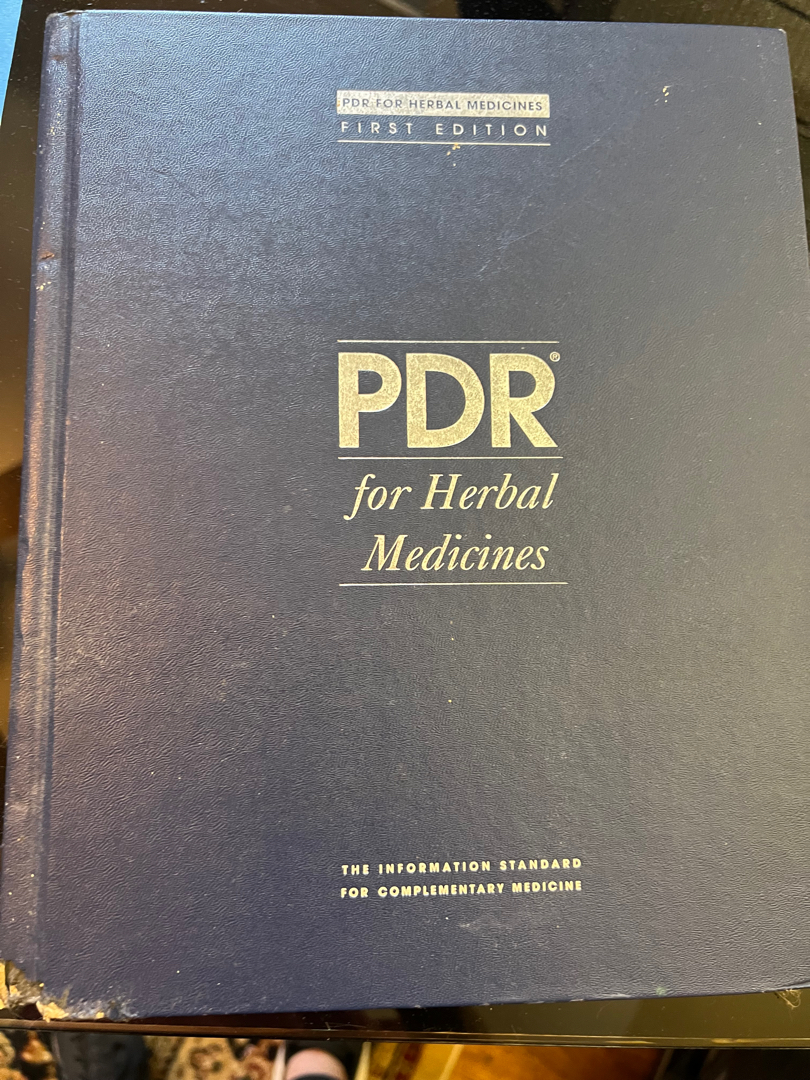 PDR FOR HERBAL MEDICINES
FIRST EDITION
PDR®
for Herbal
Medicines
THE INFORMATION STANDARD
FOR COMPLEMENTARY MEDICINE